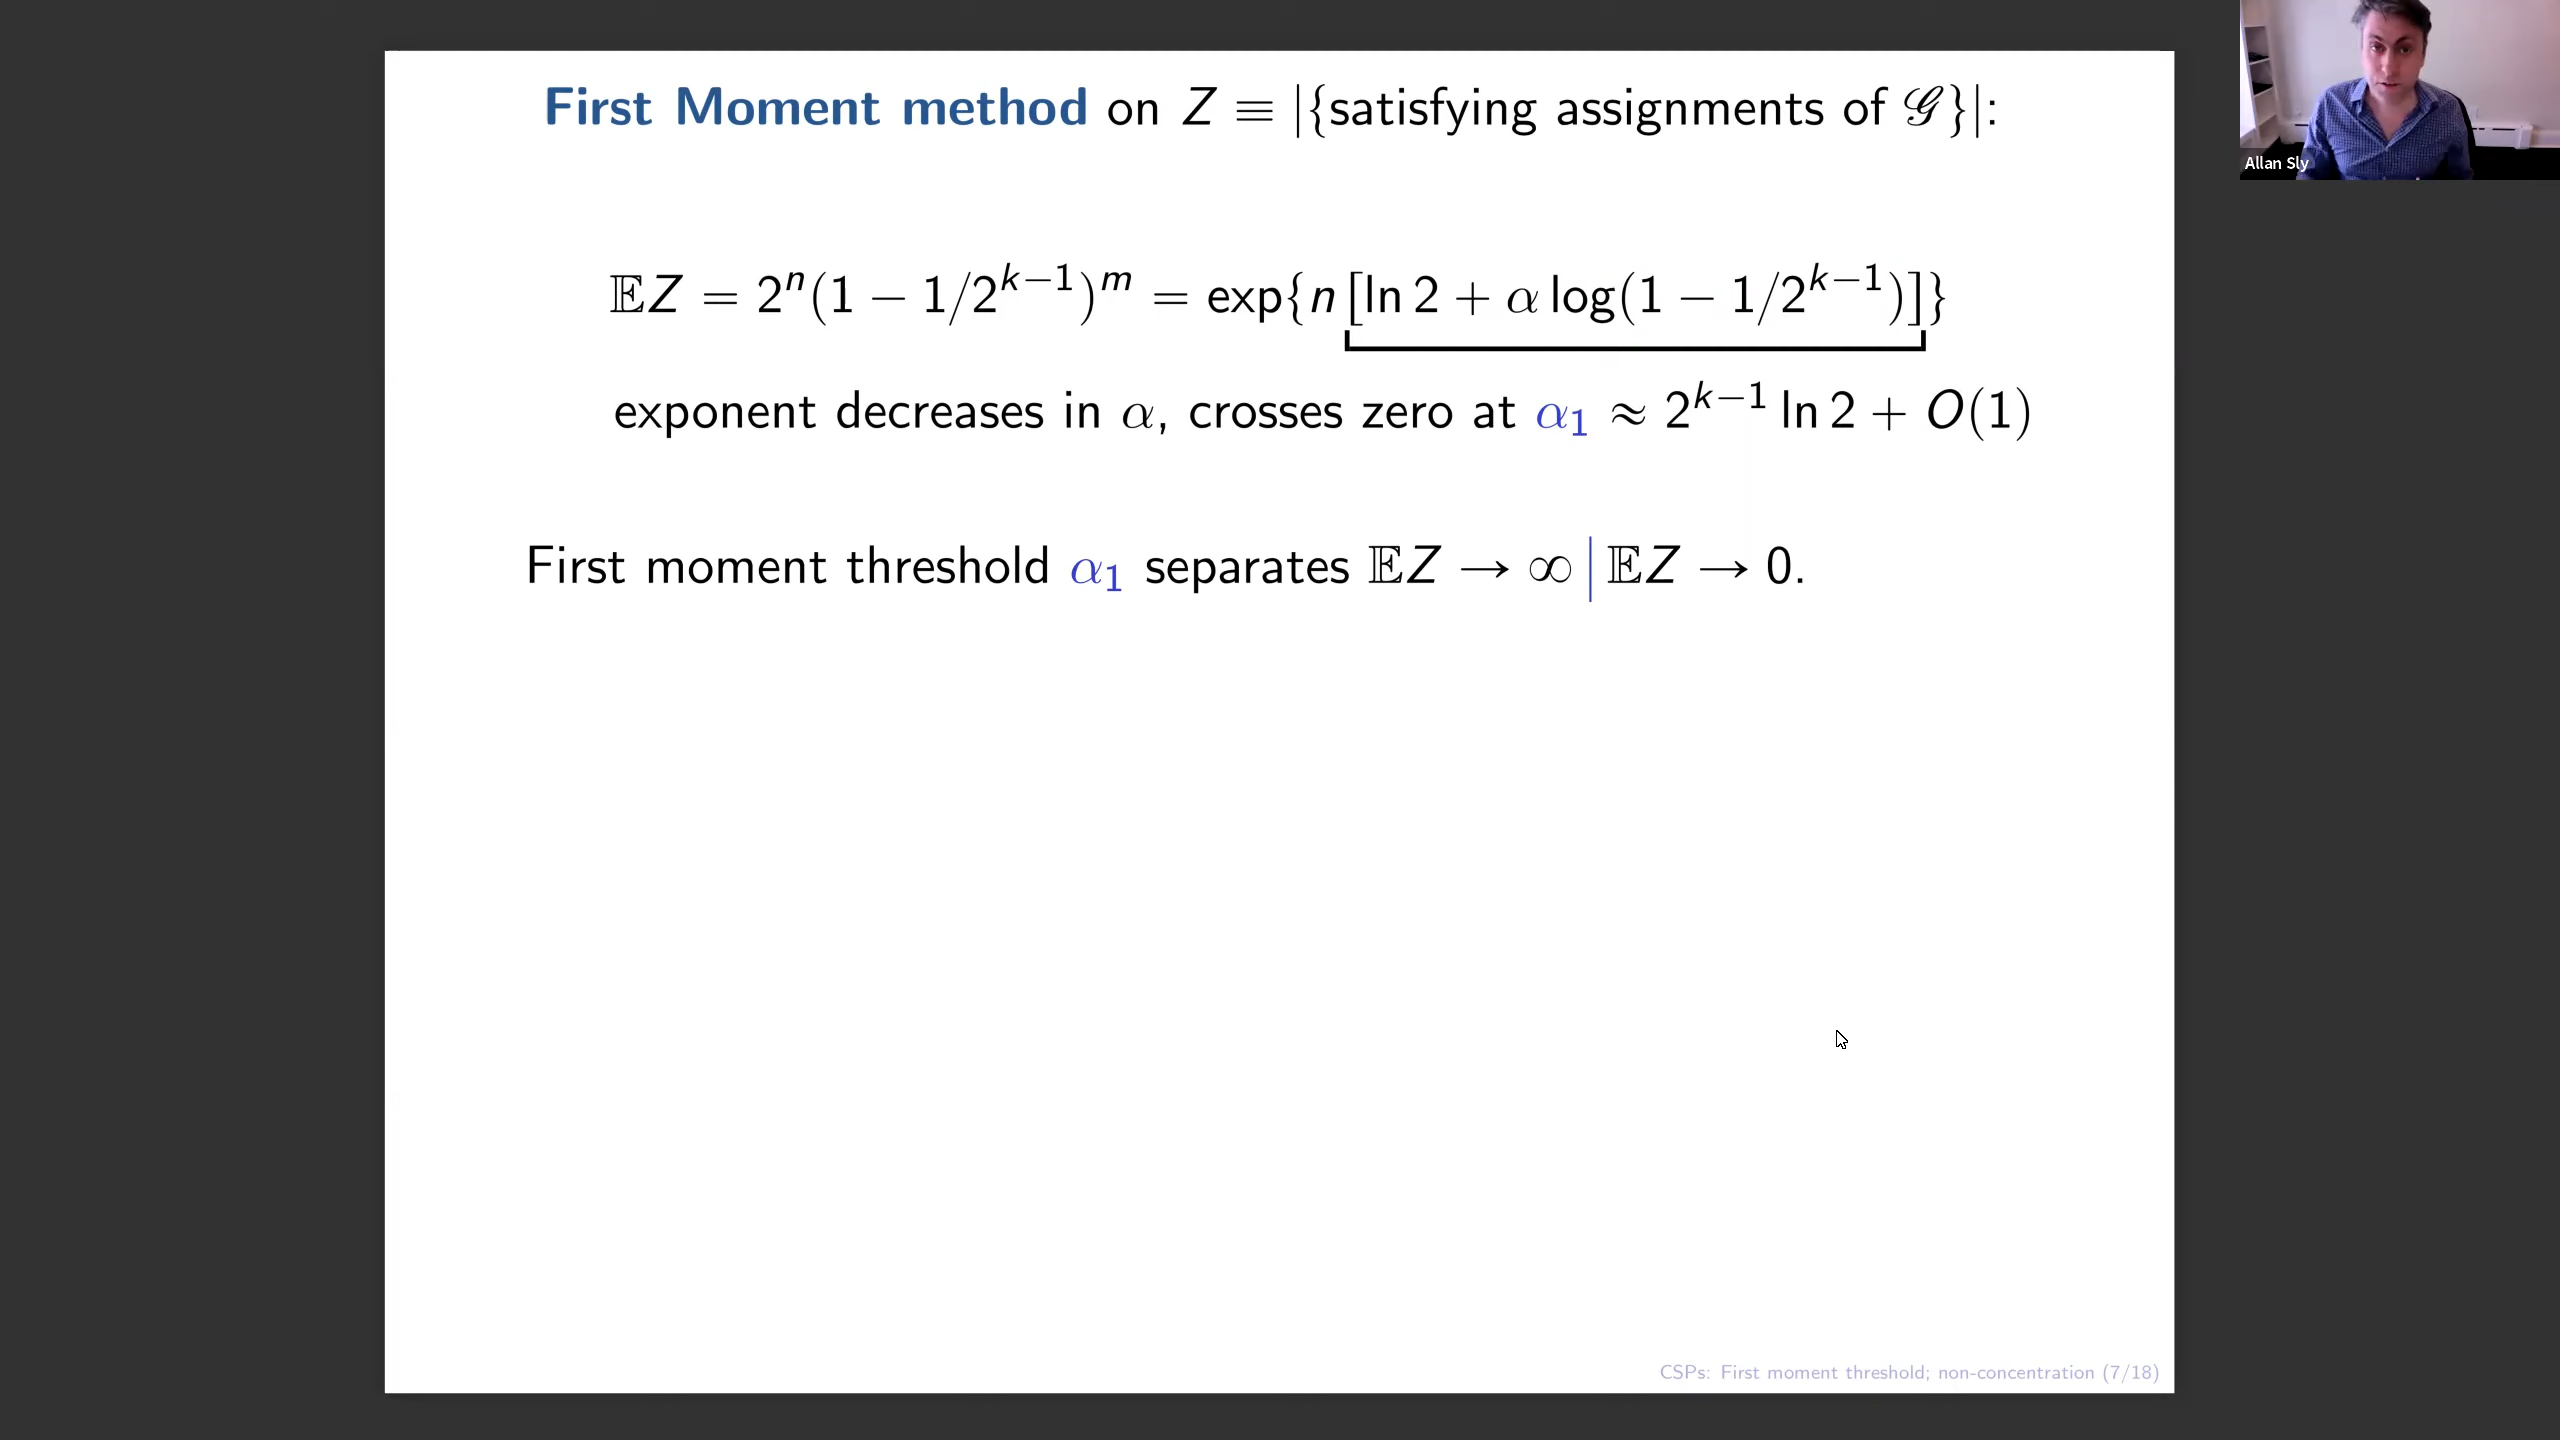 First Moment method on Z ≡ |{satisfying assignments of 𝒢}|:
Allan Sly
𝔼Z = 2ⁿ(1 − 1/2ᵏ⁻¹)ᵐ = exp{n [ln 2 + α log(1 − 1/2ᵏ⁻¹)]}
exponent decreases in α, crosses zero at α₁ ≈ 2ᵏ⁻¹ ln 2 + O(1)
First moment threshold α₁ separates 𝔼Z → ∞ | 𝔼Z → 0.
CSPs: First moment threshold; non-concentration (7/18)